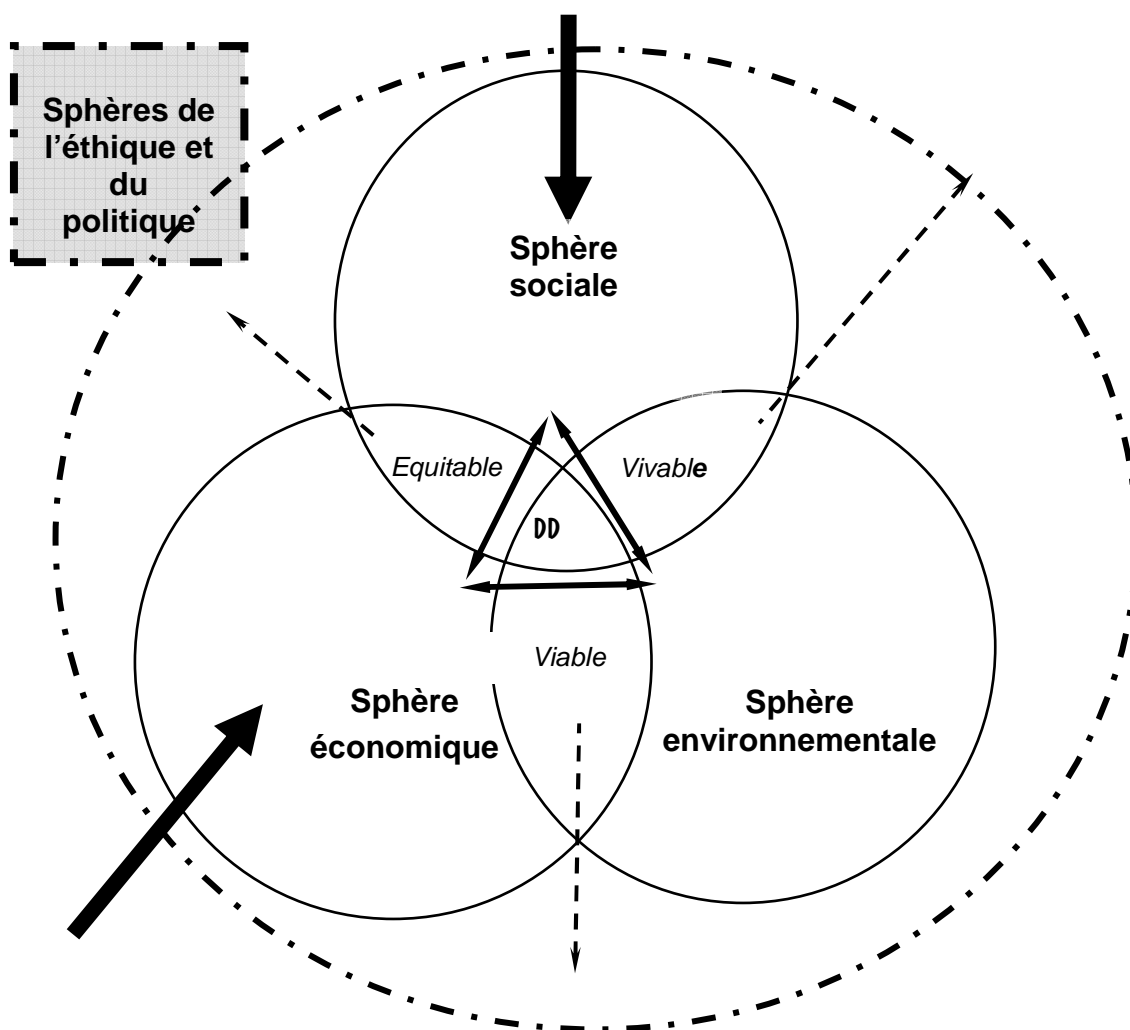 Sphères de
l'éthique et
du
politique
Sphère
sociale
Equitable
Vivable
DD
Viable
Sphère
économique
Sphère
environnementale